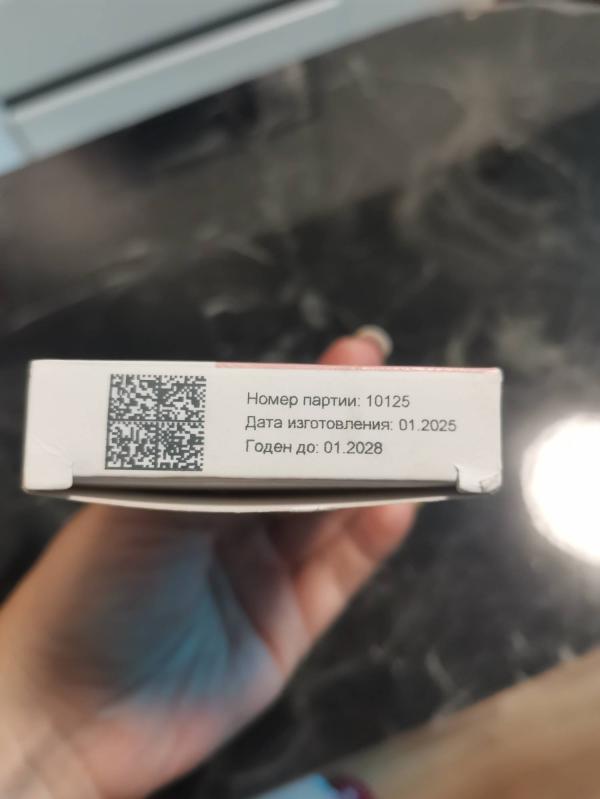 Номер партии: 10125
Дата изготовления: 01.2025
Годен до: 01.2028